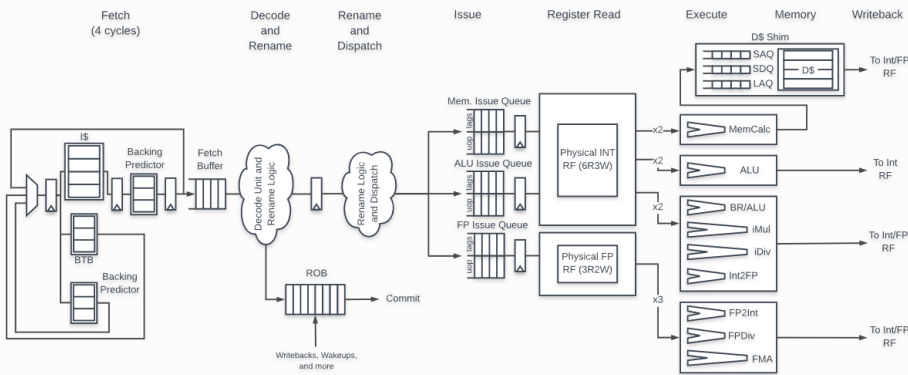 Fetch
(4 cycles)
Decode
and
Rename
Rename
and
Dispatch
Issue
Register Read
Execute
Memory
Writeback
D$ Shim
SAQ
SDQ
LAQ
D$
To Int/FP
RF
Mem. Issue Queue
uop tags
x2
MemCalc
I$
Backing
Predictor
Fetch
Buffer
Decode Unit and
Rename Logic
Rename Logic
and Dispatch
ALU Issue Queue
uop tags
Physical INT
RF (6R3W)
x2
ALU
To Int
RF
x2
BR/ALU
iMul
iDiv
Int2FP
To Int/FP
RF
BTB
FP Issue Queue
uop tags
Physical FP
RF (3R2W)
Backing
Predictor
ROB
Commit
Writebacks, Wakeups,
and more
x3
FP2Int
FPDiv
FMA
To Int/FP
RF